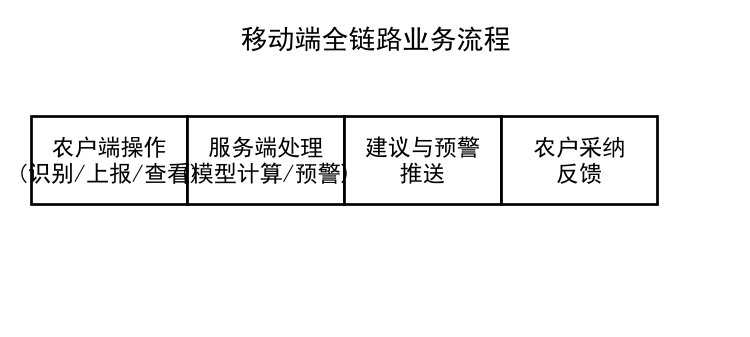 移动端全链路业务流程
农户端操作
(识别/上报/查看)
服务端处理
(模型计算/预警)
建议与预警
推送
农户采纳
反馈